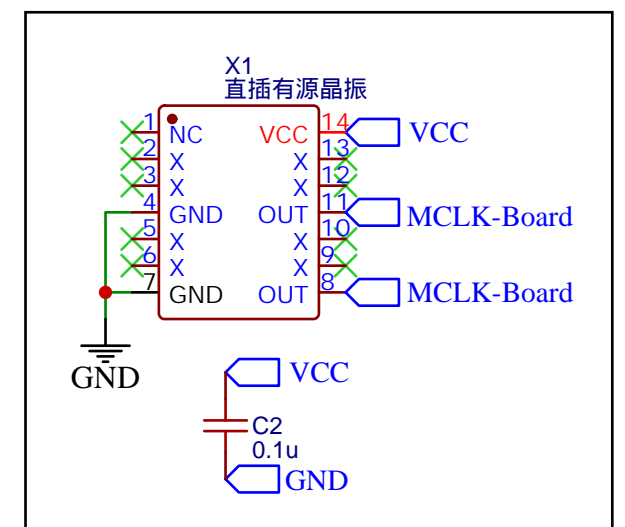 X1
直插有源晶振
1 NC VCC 14 VCC
2 X X 13
3 X X 12
4 GND OUT 11 MCLK-Board
5 X X 10
6 X X 9
7 GND OUT 8 MCLK-Board
GND
VCC
C2
0.1u
GND